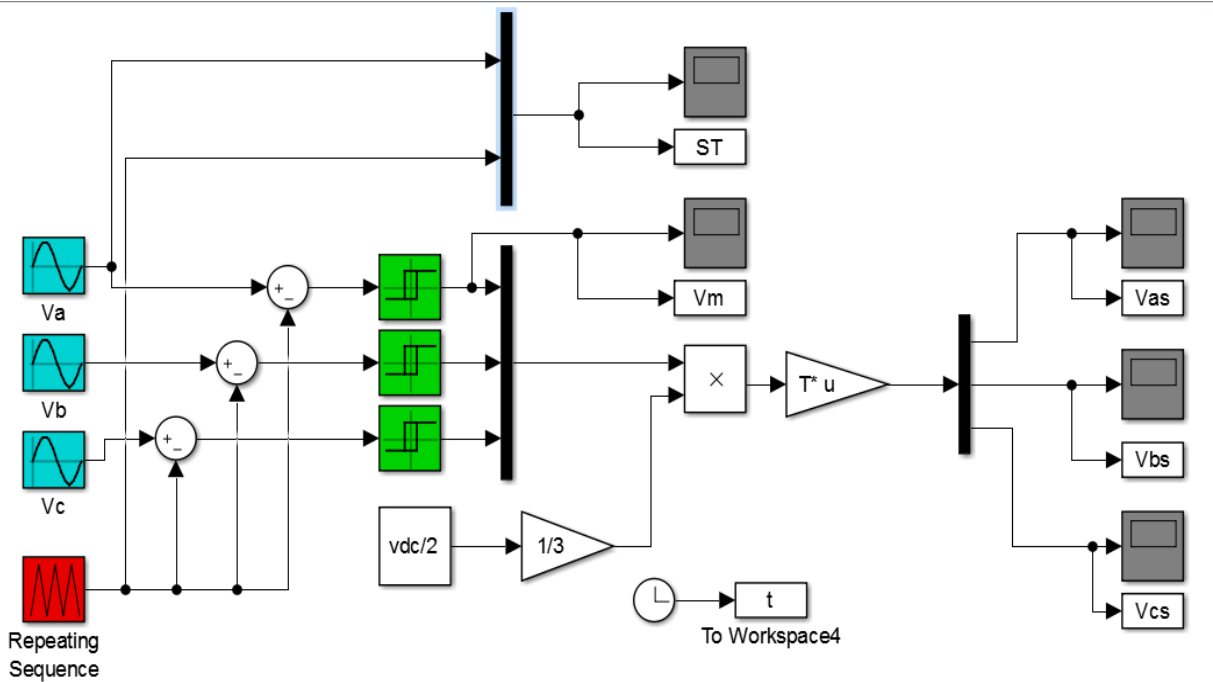 ST
Va
Vm
Vas
Vb
T* u
Vbs
Vc
vdc/2
1/3
t
Vcs
To Workspace4
Repeating
Sequence